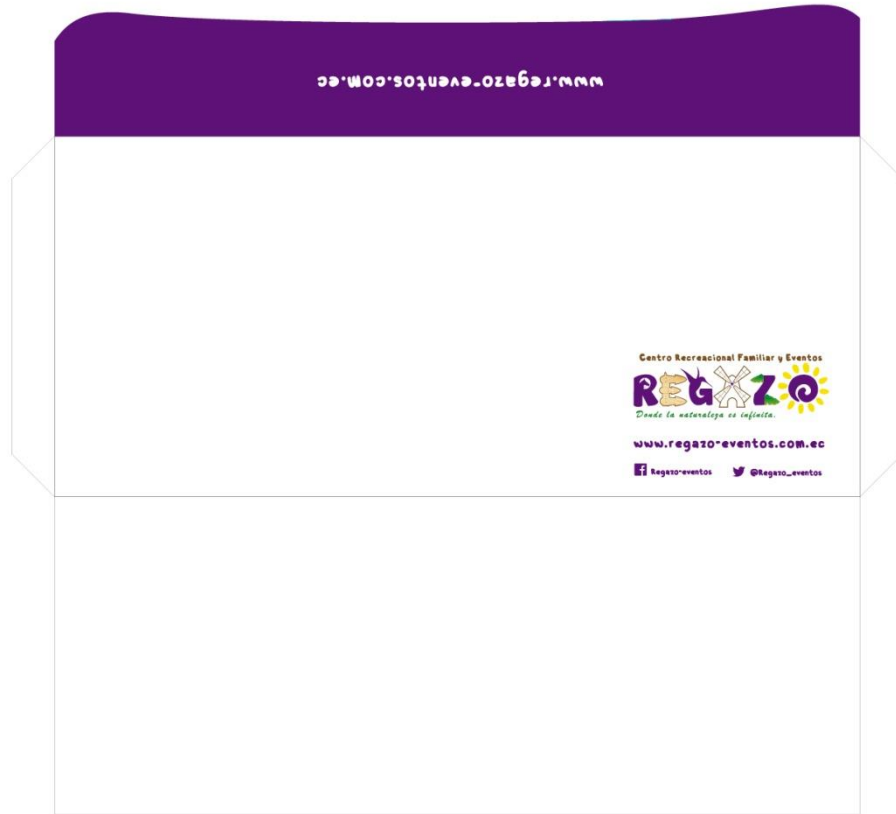 www.regazo-eventos.com.ec
Centro Recreacional Familiar y Eventos
REGAZO
Donde la naturaleza es infinita.
www.regazo-eventos.com.ec
Regazo-eventos @Regazo_eventos